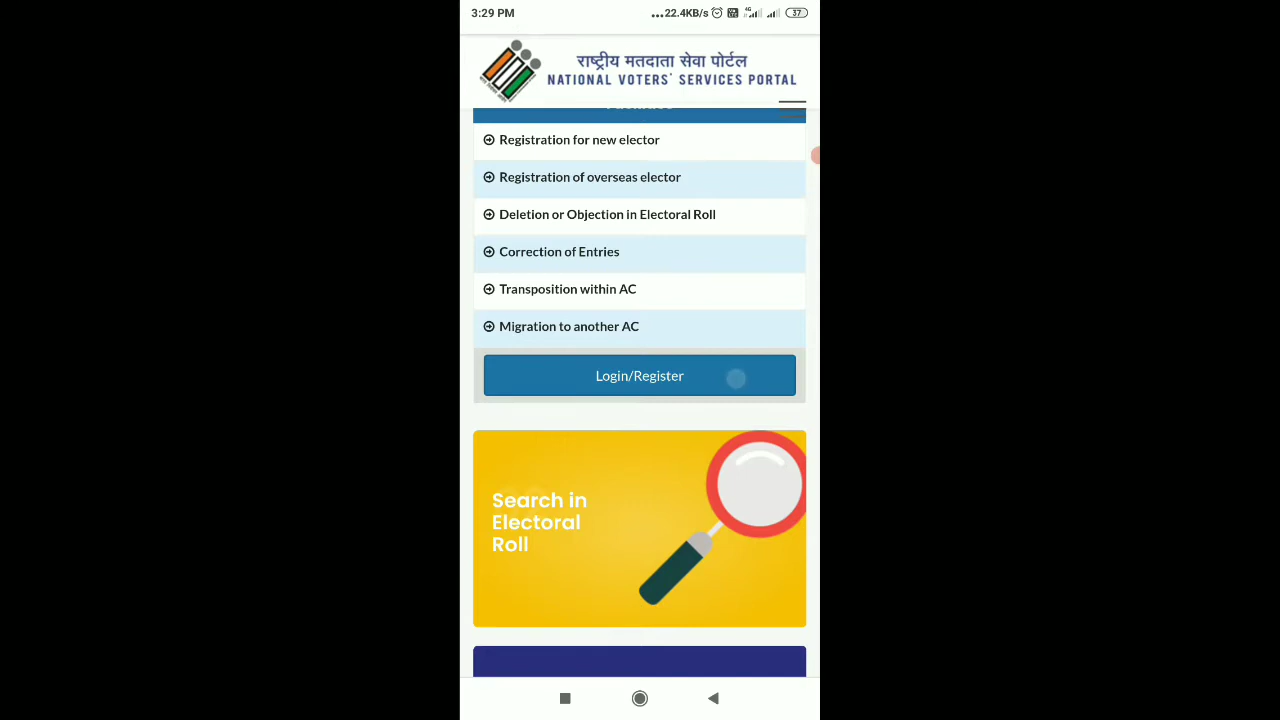 3:29 PM
22.4KB/s 4G 37
राष्ट्रीय मतदाता सेवा पोर्टल
NATIONAL VOTERS' SERVICES PORTAL
Registration for new elector
Registration of overseas elector
Deletion or Objection in Electoral Roll
Correction of Entries
Transposition within AC
Migration to another AC
Login/Register
Search in
Electoral
Roll